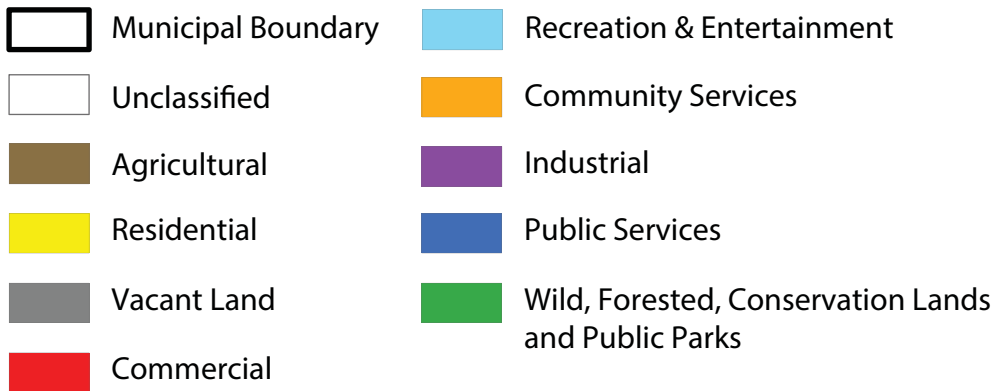 Municipal Boundary
Unclassified
Agricultural
Residential
Vacant Land
Commercial
Recreation & Entertainment
Community Services
Industrial
Public Services
Wild, Forested, Conservation Lands
and Public Parks